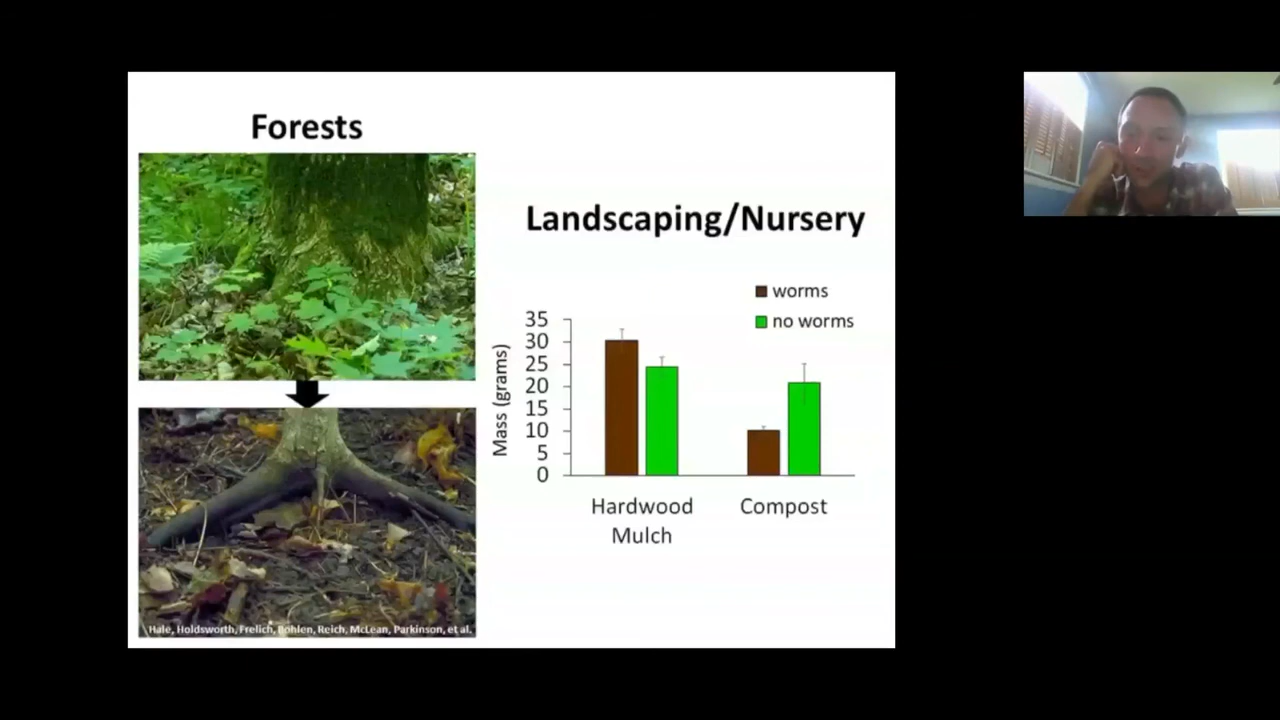 Forests
Hale, Holdsworth, Frelich, Bohlen, Reich, McLean, Parkinson, et al.
Landscaping/Nursery
worms
no worms
35
30
25
20
15
10
5
0
Mass (grams)
Hardwood
Mulch
Compost